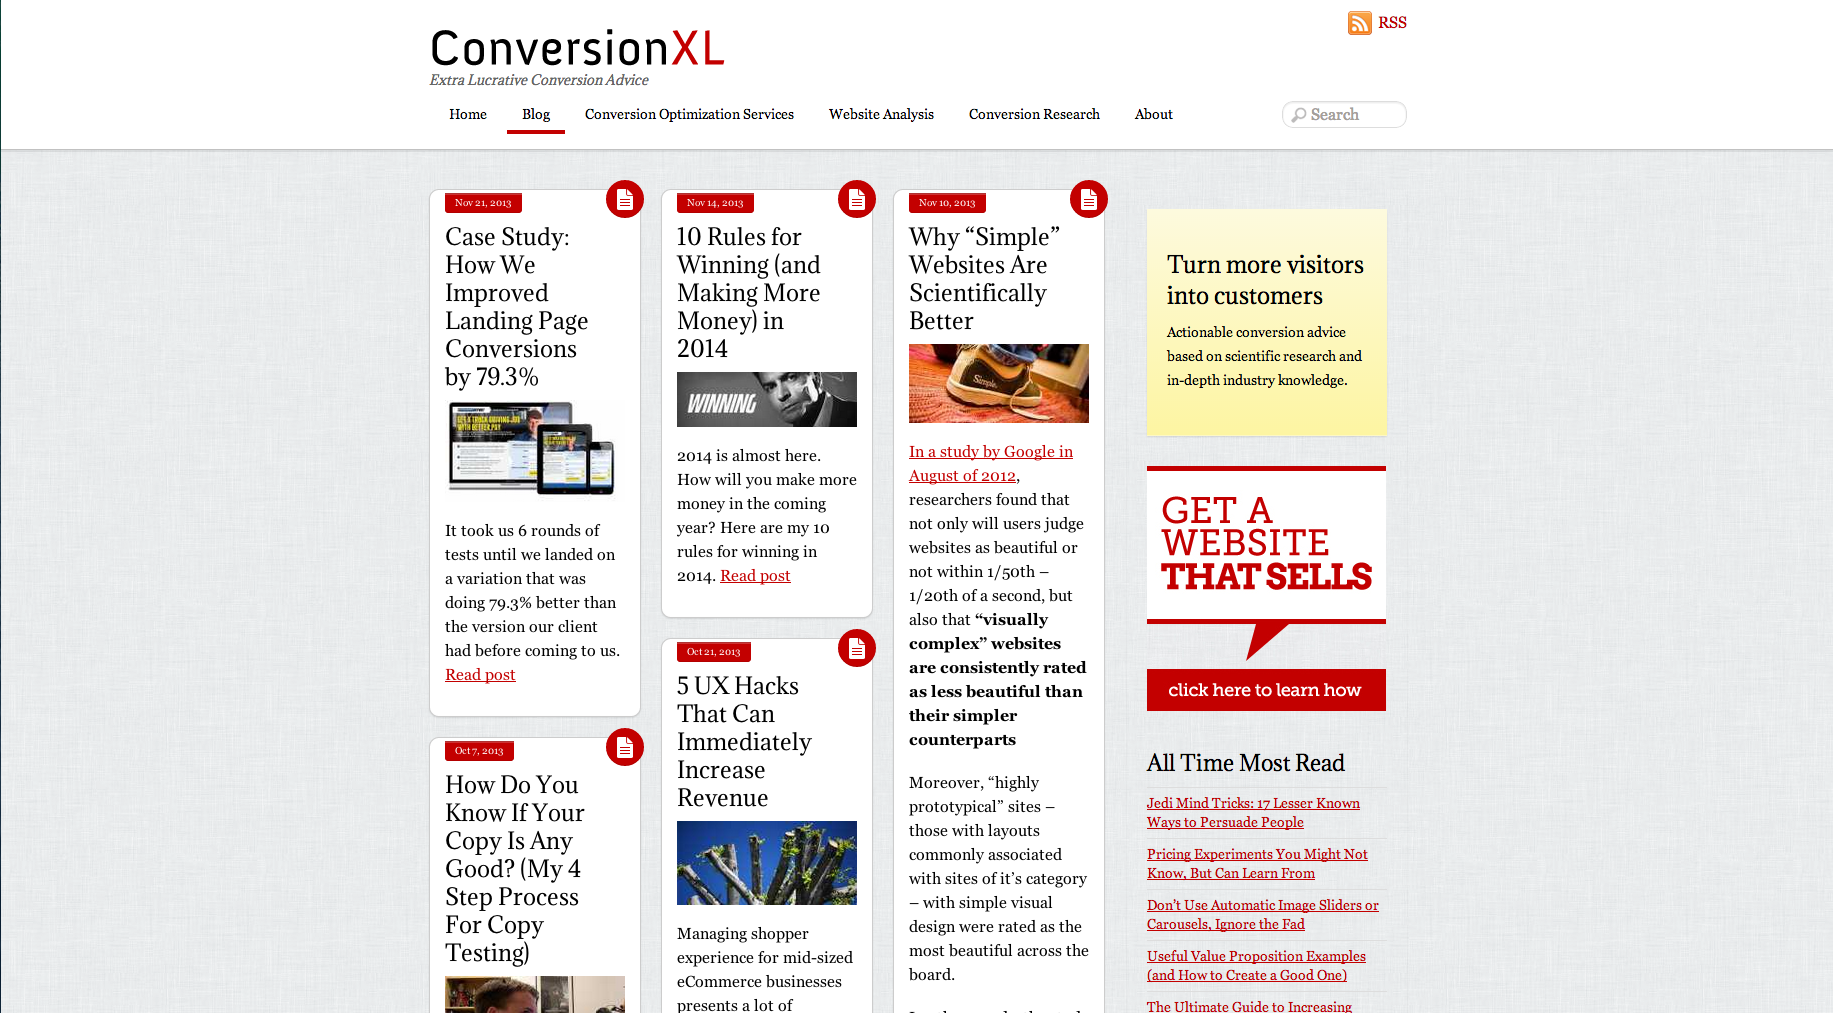 RSS
ConversionXL
Extra Lucrative Conversion Advice
Home
Blog
Conversion Optimization Services
Website Analysis
Conversion Research
About
Search
Nov 21, 2013
Case Study:
How We
Improved
Landing Page
Conversions
by 79.3%
GET A TRUCK DRIVING JOB
WITH BETTER PAY
It took us 6 rounds of
tests until we landed on
a variation that was
doing 79.3% better than
the version our client
had before coming to us.
Read post
Oct 7, 2013
How Do You
Know If Your
Copy Is Any
Good? (My 4
Step Process
For Copy
Testing)
Nov 14, 2013
10 Rules for
Winning (and
Making More
Money) in
2014
WINNING
2014 is almost here.
How will you make more
money in the coming
year? Here are my 10
rules for winning in
2014. Read post
Oct 21, 2013
5 UX Hacks
That Can
Immediately
Increase
Revenue
Managing shopper
experience for mid-sized
eCommerce businesses
presents a lot of
Nov 10, 2013
Why “Simple”
Websites Are
Scientifically
Better
Simple.
In a study by Google in
August of 2012,
researchers found that
not only will users judge
websites as beautiful or
not within 1/50th –
1/20th of a second, but
also that “visually
complex” websites
are consistently rated
as less beautiful than
their simpler
counterparts
Moreover, “highly
prototypical” sites –
those with layouts
commonly associated
with sites of it’s category
– with simple visual
design were rated as the
most beautiful across the
board.
Turn more visitors
into customers
Actionable conversion advice
based on scientific research and
in-depth industry knowledge.
GET A
WEBSITE
THAT SELLS
click here to learn how
All Time Most Read
Jedi Mind Tricks: 17 Lesser Known
Ways to Persuade People
Pricing Experiments You Might Not
Know, But Can Learn From
Don’t Use Automatic Image Sliders or
Carousels, Ignore the Fad
Useful Value Proposition Examples
(and How to Create a Good One)
The Ultimate Guide to Increasing